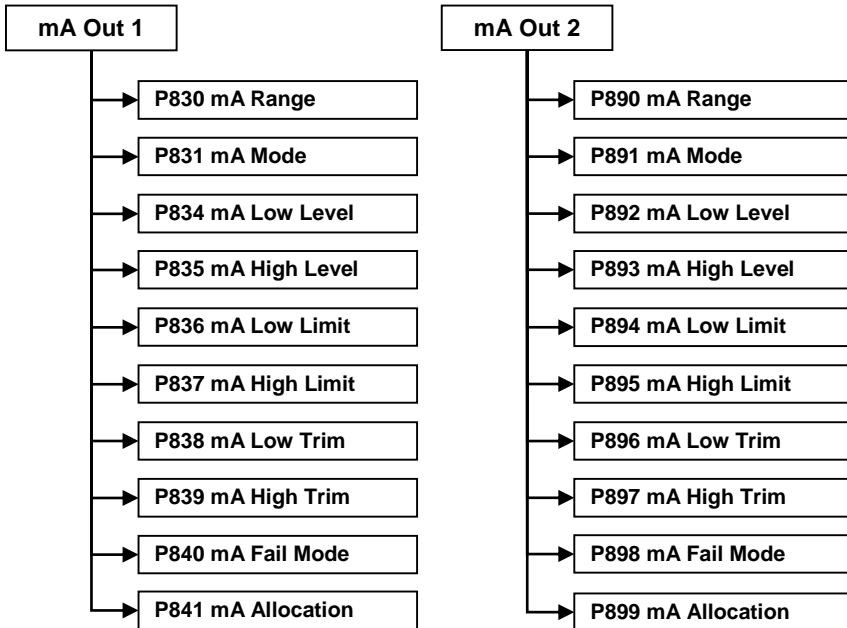 mA Out 1
P830 mA Range
P831 mA Mode
P834 mA Low Level
P835 mA High Level
P836 mA Low Limit
P837 mA High Limit
P838 mA Low Trim
P839 mA High Trim
P840 mA Fail Mode
P841 mA Allocation
mA Out 2
P890 mA Range
P891 mA Mode
P892 mA Low Level
P893 mA High Level
P894 mA Low Limit
P895 mA High Limit
P896 mA Low Trim
P897 mA High Trim
P898 mA Fail Mode
P899 mA Allocation